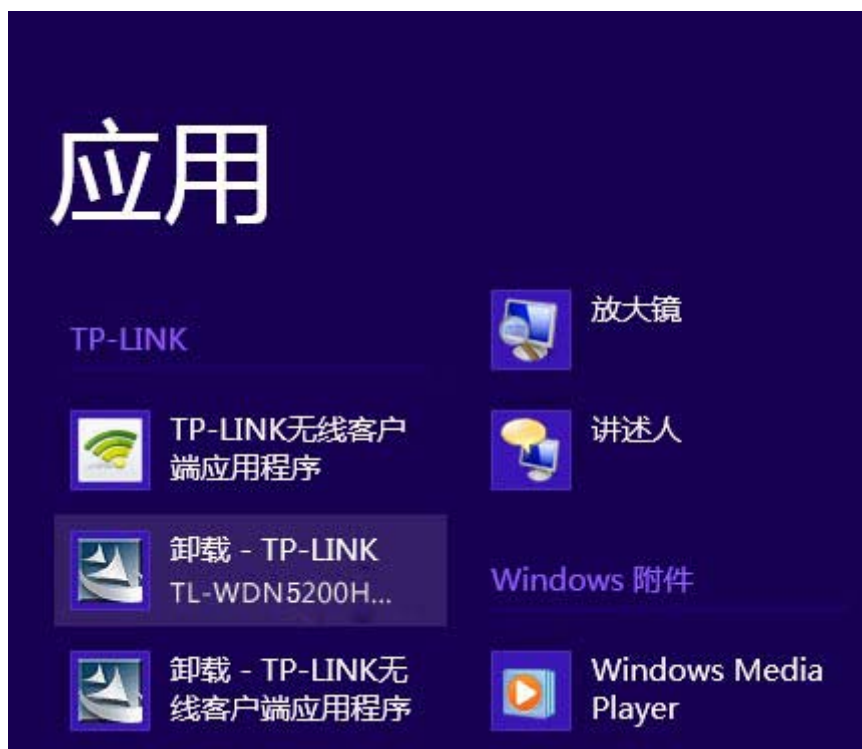 应用
TP-LINK
TP-LINK无线客户
端应用程序
卸载 - TP-LINK
TL-WDN5200H...
卸载 - TP-LINK无
线客户端应用程序
放大镜
讲述人
Windows 附件
Windows Media
Player